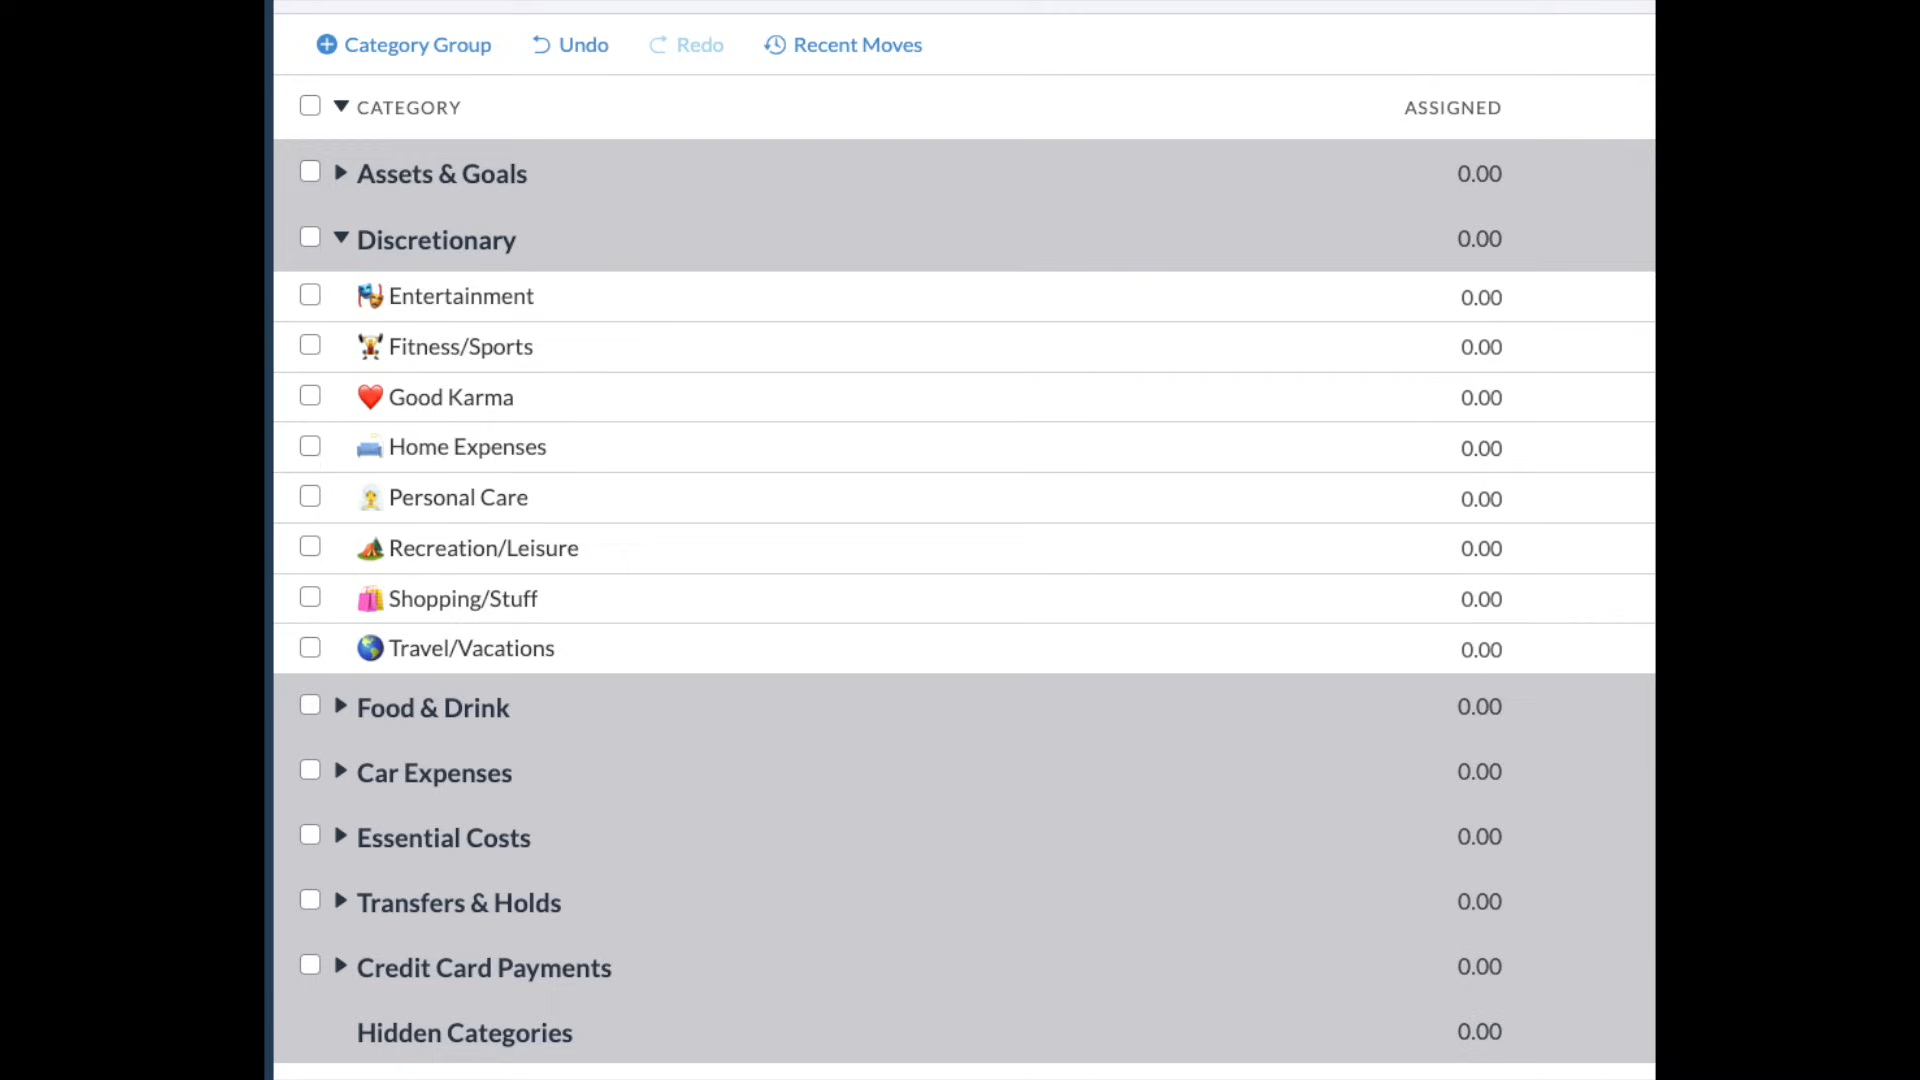 Category Group Undo Redo Recent Moves
CATEGORY ASSIGNED
Assets & Goals 0.00
Discretionary 0.00
Entertainment 0.00
Fitness/Sports 0.00
Good Karma 0.00
Home Expenses 0.00
Personal Care 0.00
Recreation/Leisure 0.00
Shopping/Stuff 0.00
Travel/Vacations 0.00
Food & Drink 0.00
Car Expenses 0.00
Essential Costs 0.00
Transfers & Holds 0.00
Credit Card Payments 0.00
Hidden Categories 0.00